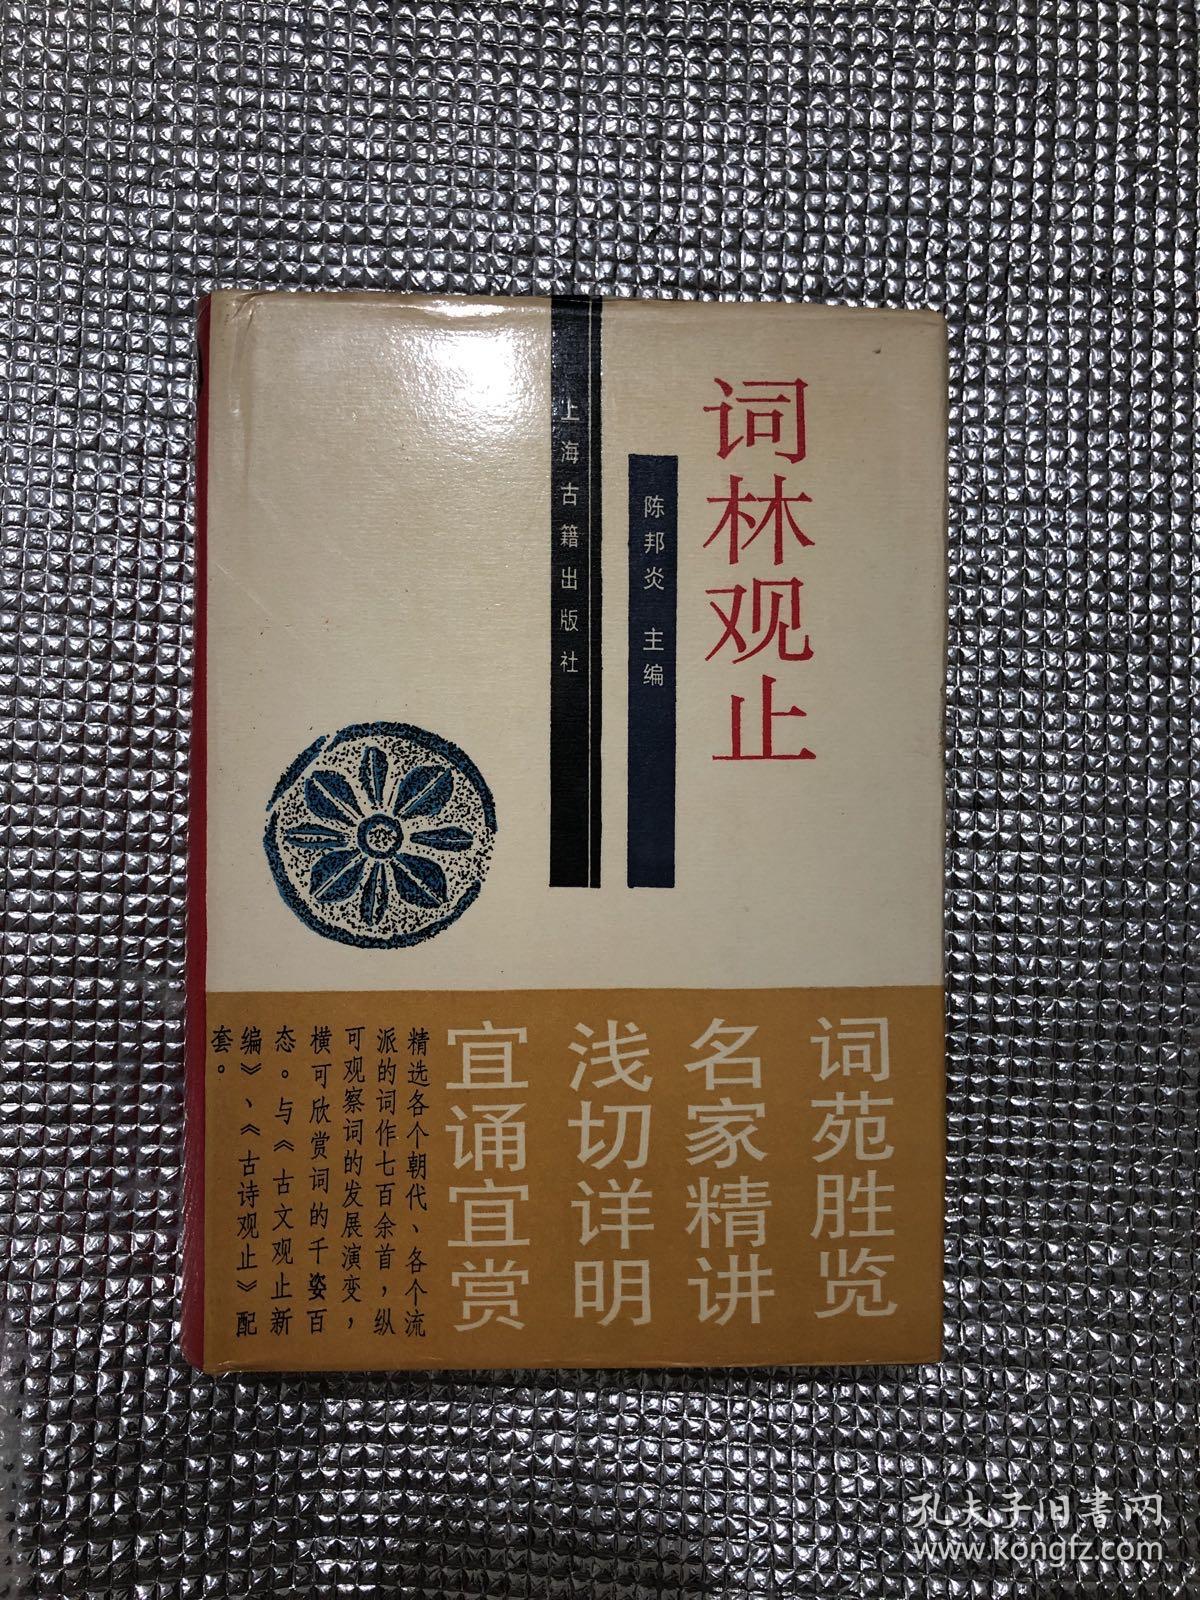 词林观止
陈邦炎 主编
上海古籍出版社
词苑胜览
名家精讲
浅切详明
宜诵宜赏
精选各个朝代、各个流
派的词作七百余首，纵
可观察词的发展演变，
横可欣赏词的千姿百
态。与《古文观止新
编》、《古诗观止》配
套。
孔夫子旧書网
www.kongfz.com